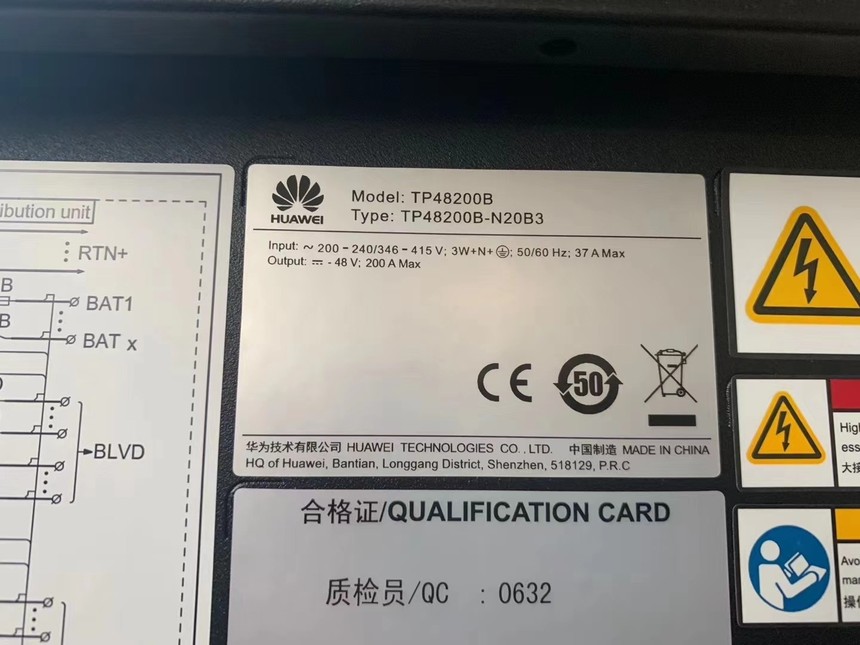 ibution unit
RTN+
B
BAT1
B
BAT x
BLVD
HUAWEI
Model: TP48200B
Type: TP48200B-N20B3
Input: ~ 200 - 240/346 - 415 V; 3W+N+⏚; 50/60 Hz; 37 A Max
Output: ⎓ - 48 V; 200 A Max
CE
50
华为技术有限公司 HUAWEI TECHNOLOGIES CO., LTD. 中国制造 MADE IN CHINA
HQ of Huawei, Bantian, Longgang District, Shenzhen, 518129, P.R.C
合格证/QUALIFICATION CARD
质检员/QC : 0632
High
ess
大接
Avo
man
操作